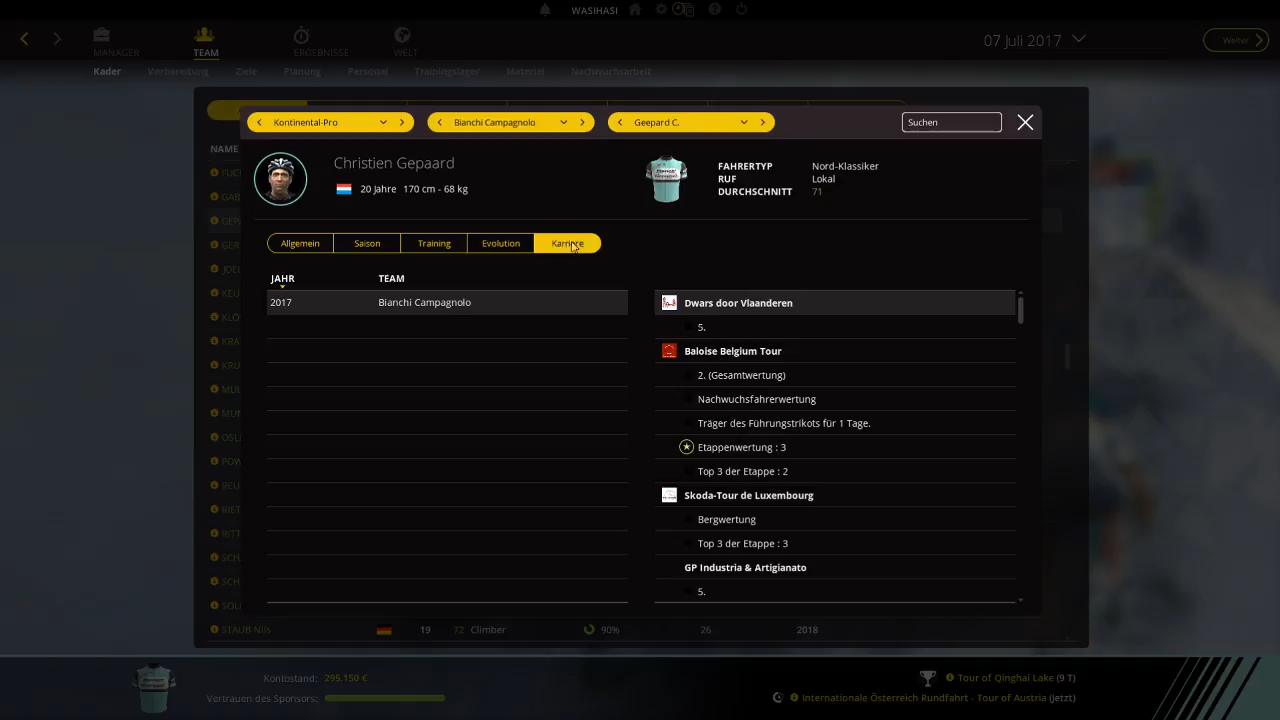 WASIHASI
MANAGER
TEAM
ERGEBNISSE
WELT
07 Juli 2017
Weiter
Kader
Vorbereitung
Ziele
Planung
Personal
Trainingslager
Material
Nachwuchsarbeit
Kontinental-Pro
Bianchi Campagnolo
Geepard C.
Suchen
NAME
Christien Gepaard
20 Jahre 170 cm - 68 kg
FAHRERTYP Nord-Klassiker
RUF Lokal
DURCHSCHNITT 71
Allgemein
Saison
Training
Evolution
Karriere
JAHR TEAM
2017 Bianchi Campagnolo
Dwars door Vlaanderen
5.
Baloise Belgium Tour
2. (Gesamtwertung)
Nachwuchsfahrerwertung
Träger des Führungstrikots für 1 Tage.
Etappenwertung : 3
Top 3 der Etappe : 2
Skoda-Tour de Luxembourg
Bergwertung
Top 3 der Etappe : 3
GP Industria & Artigianato
5.
STAUB Nils 19 72 Climber 90% 26 2018
Kontostand: 295.150 €
Vertrauen des Sponsors:
Tour of Qinghai Lake (9 T)
Internationale Österreich Rundfahrt - Tour of Austria (Jetzt)